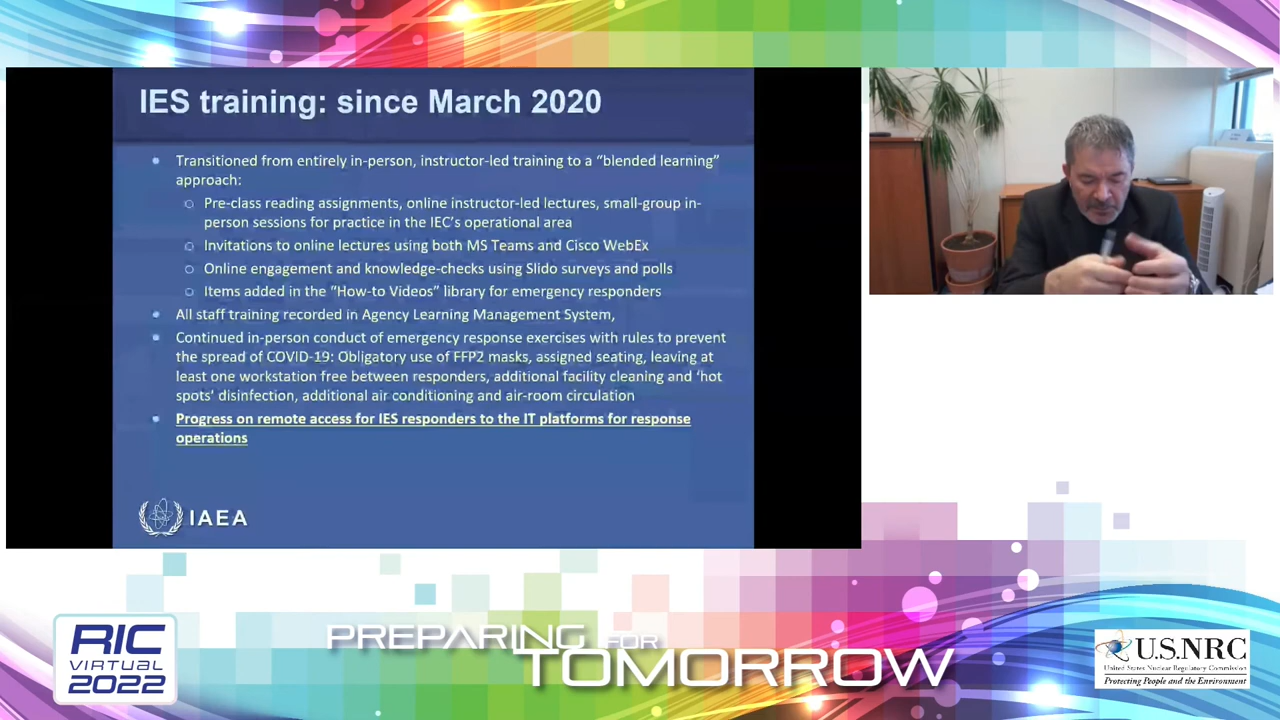 IES training: since March 2020
Transitioned from entirely in-person, instructor-led training to a “blended learning”
approach:
Pre-class reading assignments, online instructor-led lectures, small-group in-
person sessions for practice in the IEC’s operational area
Invitations to online lectures using both MS Teams and Cisco WebEx
Online engagement and knowledge-checks using Slido surveys and polls
Items added in the “How-to Videos” library for emergency responders
All staff training recorded in Agency Learning Management System,
Continued in-person conduct of emergency response exercises with rules to prevent
the spread of COVID-19: Obligatory use of FFP2 masks, assigned seating, leaving at
least one workstation free between responders, additional facility cleaning and ‘hot
spots’ disinfection, additional air conditioning and air-room circulation
Progress on remote access for IES responders to the IT platforms for response
operations
IAEA
RIC
VIRTUAL
2022
PREPARING FOR
TOMORROW
U.S.NRC
United States Nuclear Regulatory Commission
Protecting People and the Environment